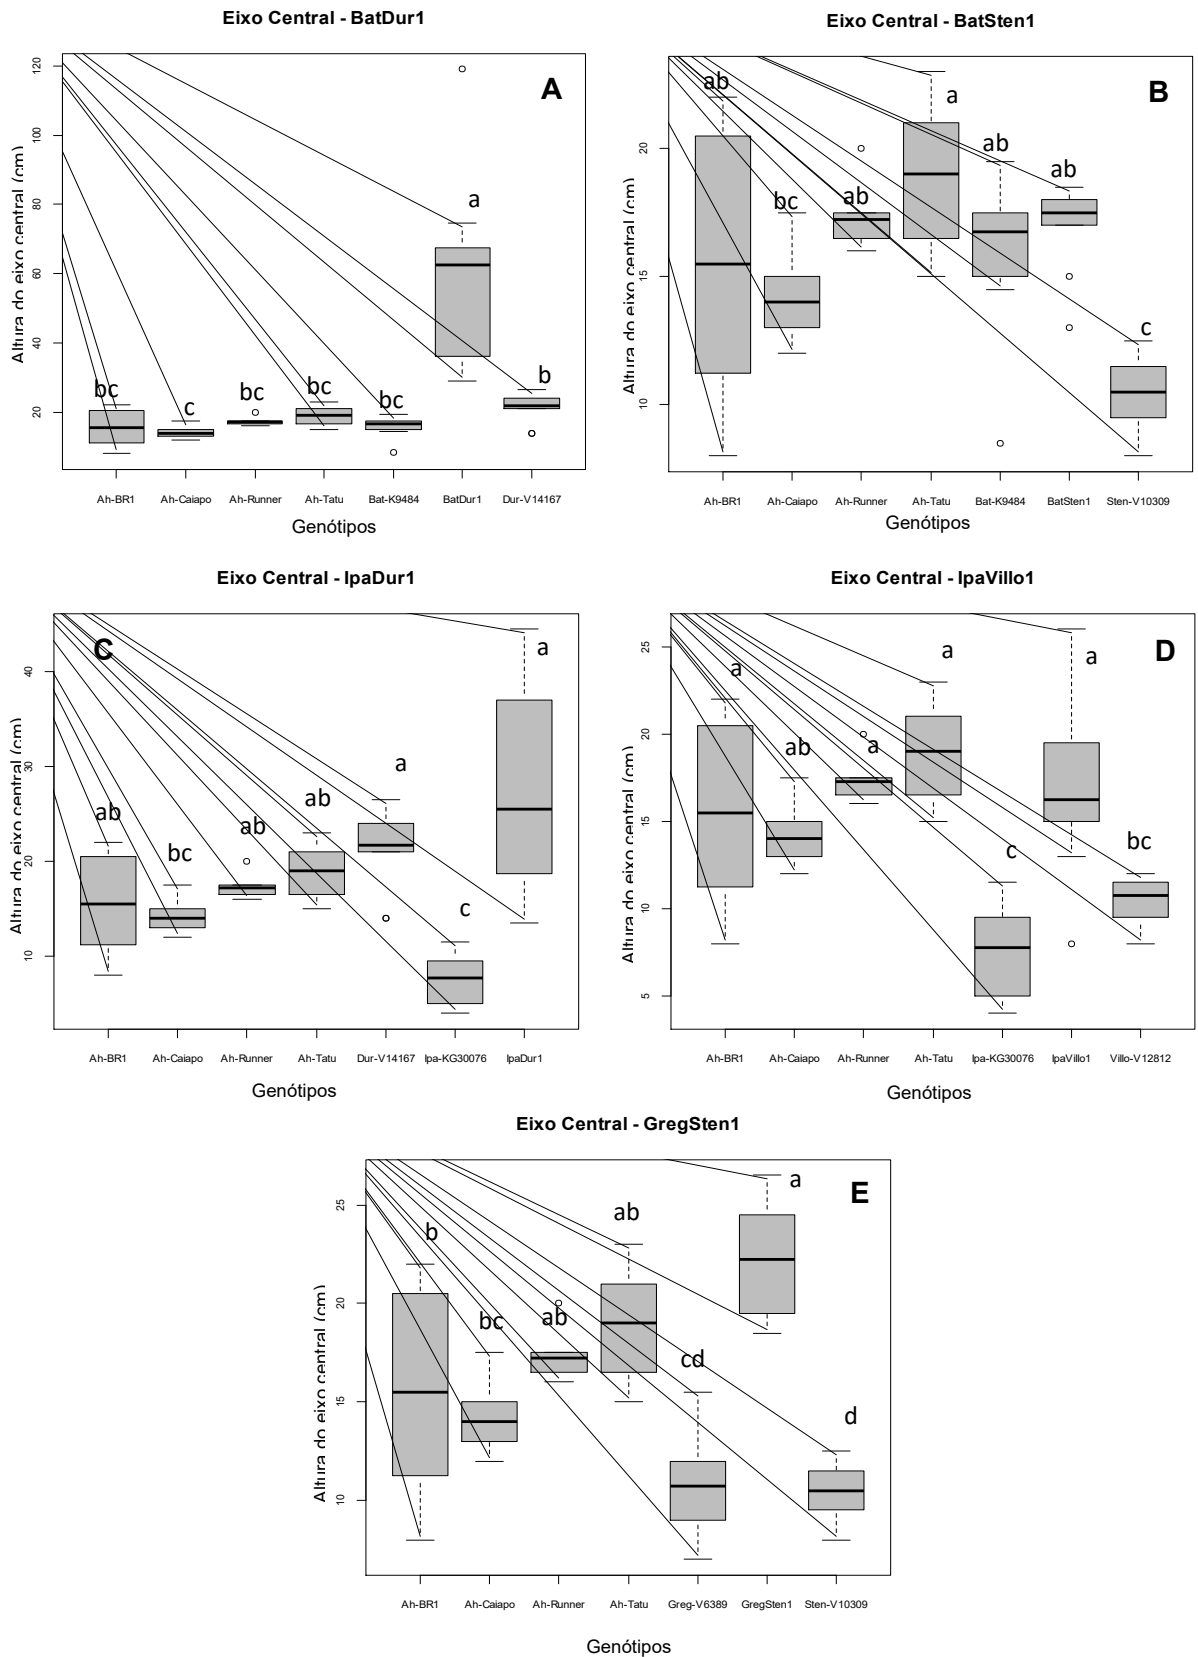 Eixo Central - BatDur1
A
Altura do eixo central (cm)
120
100
80
60
40
20
bc
c
bc
bc
bc
a
b
Ah-BR1 Ah-Caiapo Ah-Runner Ah-Tatu Bat-K9484 BatDur1 Dur-V14167
Genótipos
Eixo Central - BatSten1
B
Altura do eixo central (cm)
20
15
10
ab
bc
ab
a
ab
ab
c
Ah-BR1 Ah-Caiapo Ah-Runner Ah-Tatu Bat-K9484 BatSten1 Sten-V10309
Genótipos
Eixo Central - IpaDur1
C
Altura do eixo central (cm)
40
30
20
10
ab
bc
ab
ab
a
c
a
Ah-BR1 Ah-Caiapo Ah-Runner Ah-Tatu Dur-V14167 Ipa-KG30076 IpaDur1
Genótipos
Eixo Central - IpaVillo1
D
Altura do eixo central (cm)
25
20
15
10
5
a
ab
a
a
c
a
bc
Ah-BR1 Ah-Caiapo Ah-Runner Ah-Tatu Ipa-KG30076 IpaVillo1 Villo-V12812
Genótipos
Eixo Central - GregSten1
E
Altura do eixo central (cm)
25
20
15
10
b
bc
ab
ab
cd
a
d
Ah-BR1 Ah-Caiapo Ah-Runner Ah-Tatu Greg-V6389 GregSten1 Sten-V10309
Genótipos